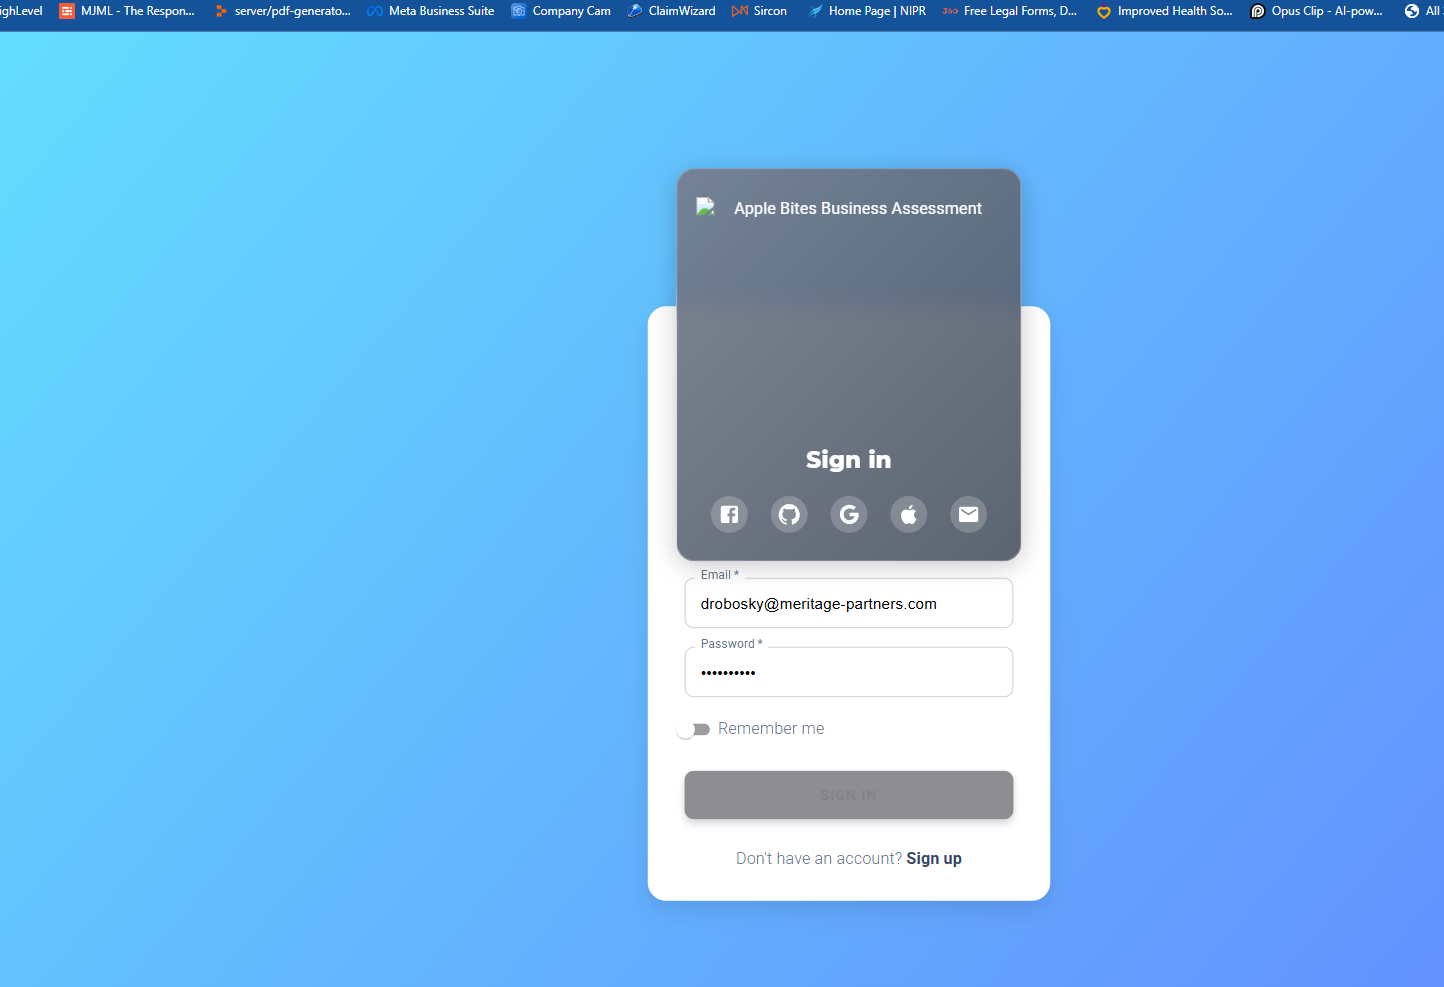 ighLevel MJML - The Respon... server/pdf-generato... Meta Business Suite Company Cam ClaimWizard Sircon Home Page | NIPR 360 Free Legal Forms, D... Improved Health So... Opus Clip - AI-pow... All
Apple Bites Business Assessment
Sign in
Email *
drobosky@meritage-partners.com
Password *
••••••••••
Remember me
SIGN IN
Don't have an account? Sign up